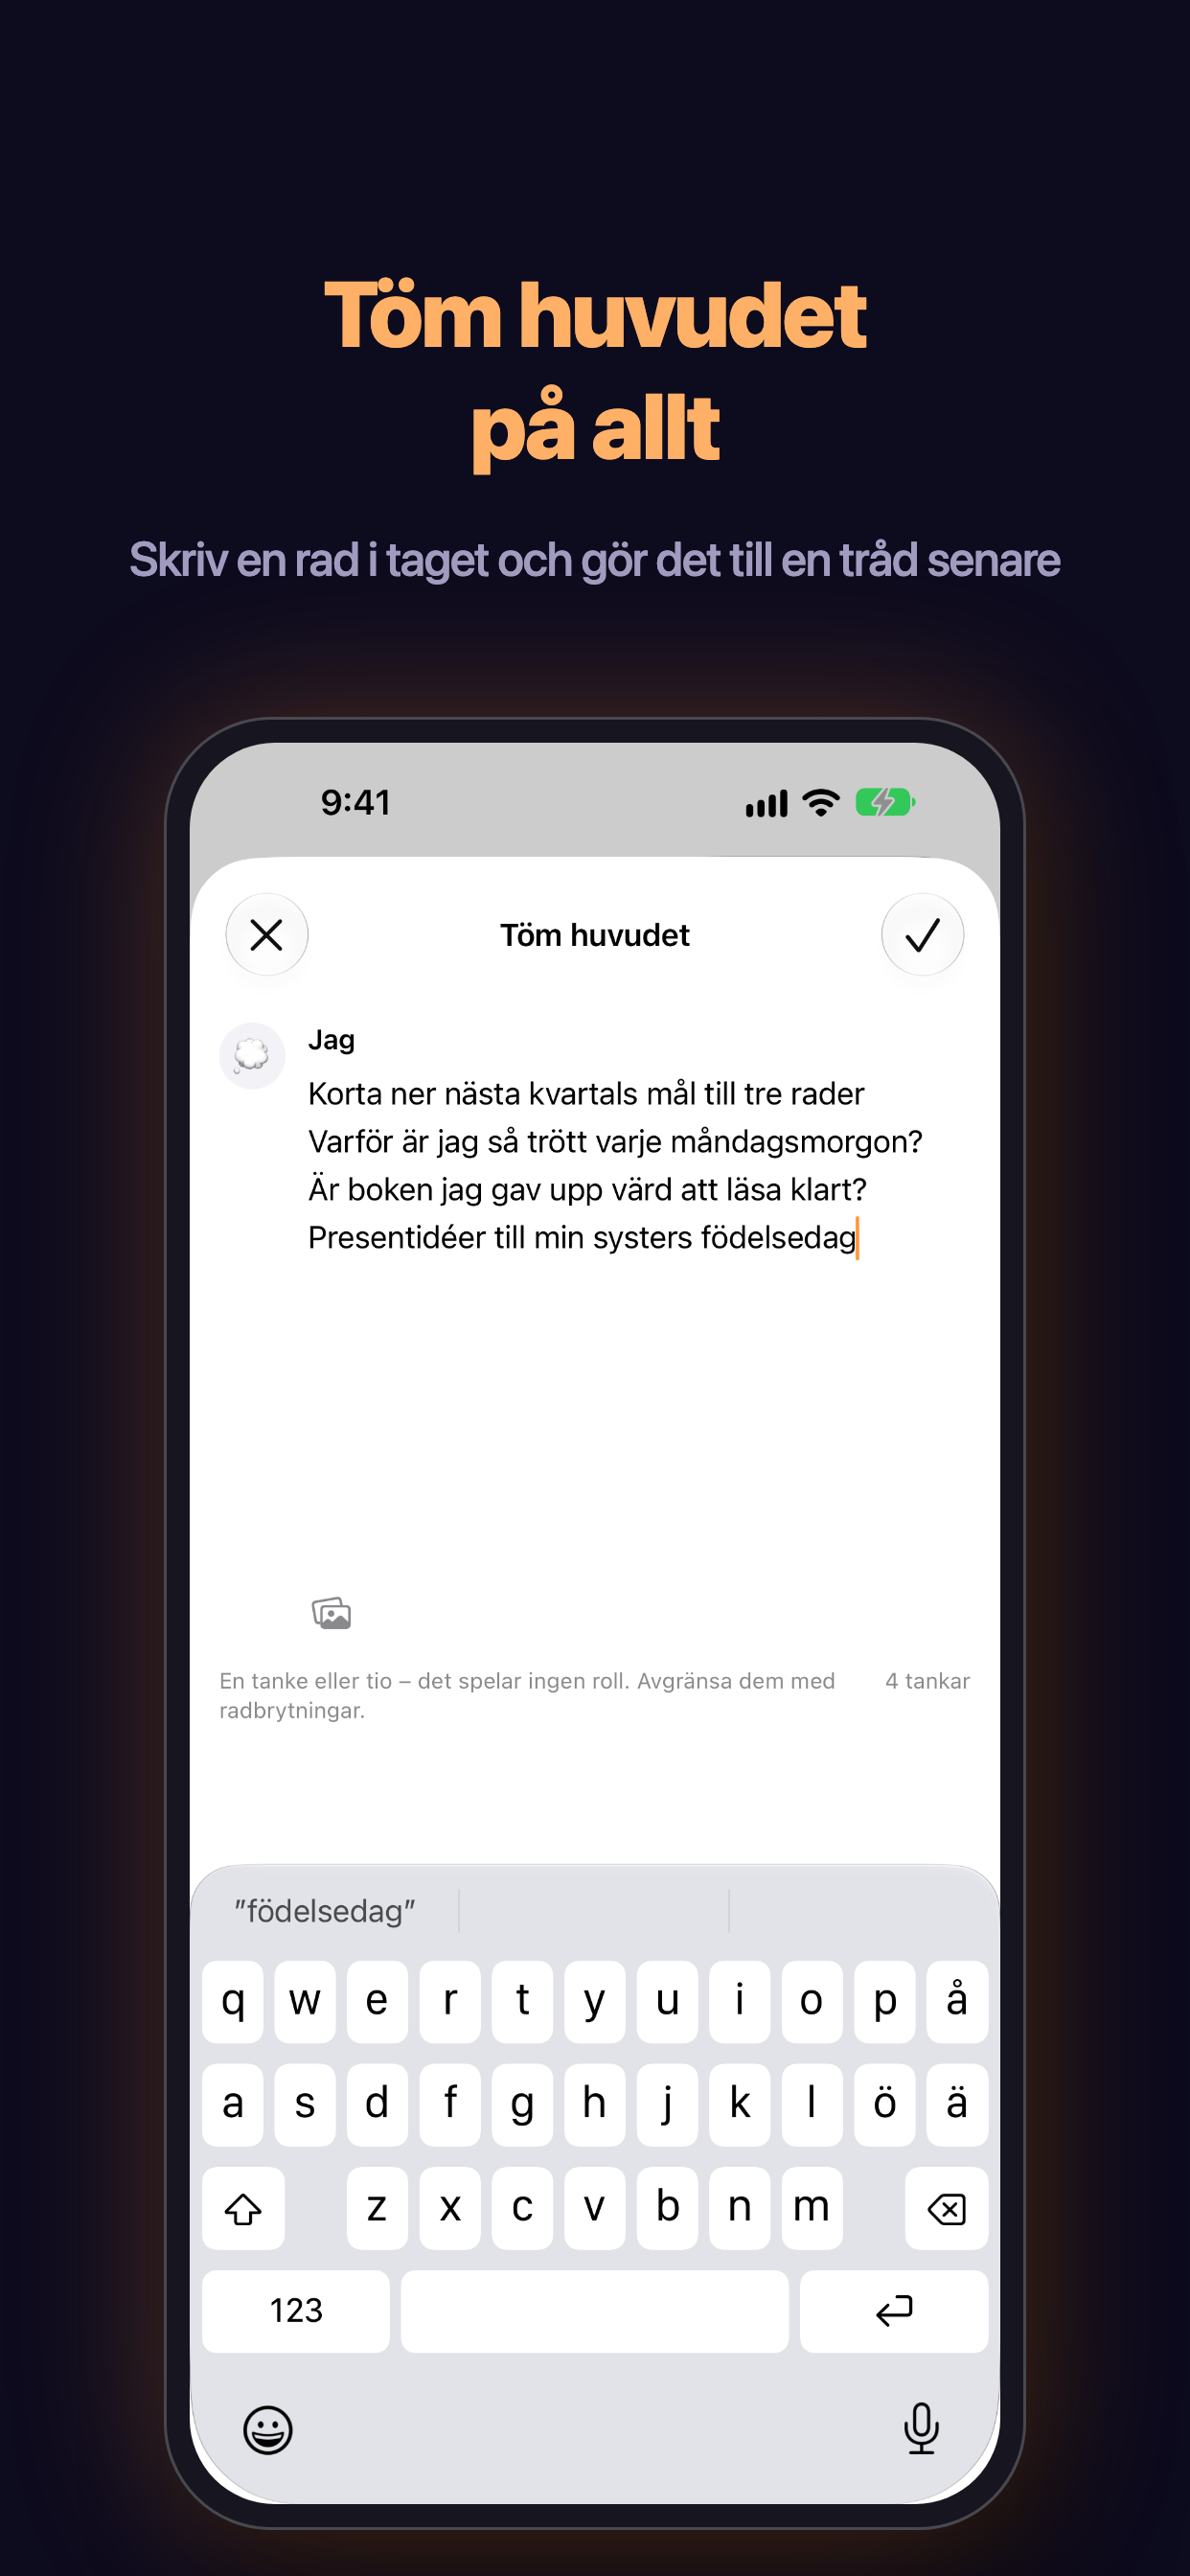 Töm huvudet
på allt
Skriv en rad i taget och gör det till en tråd senare
9:41
Töm huvudet
Jag
Korta ner nästa kvartals mål till tre rader
Varför är jag så trött varje måndagsmorgon?
Är boken jag gav upp värd att läsa klart?
Presentidéer till min systers födelsedag
En tanke eller tio – det spelar ingen roll. Avgränsa dem med
radbrytningar.
4 tankar
”födelsedag”
q w e r t y u i o p å
a s d f g h j k l ö ä
z x c v b n m
123